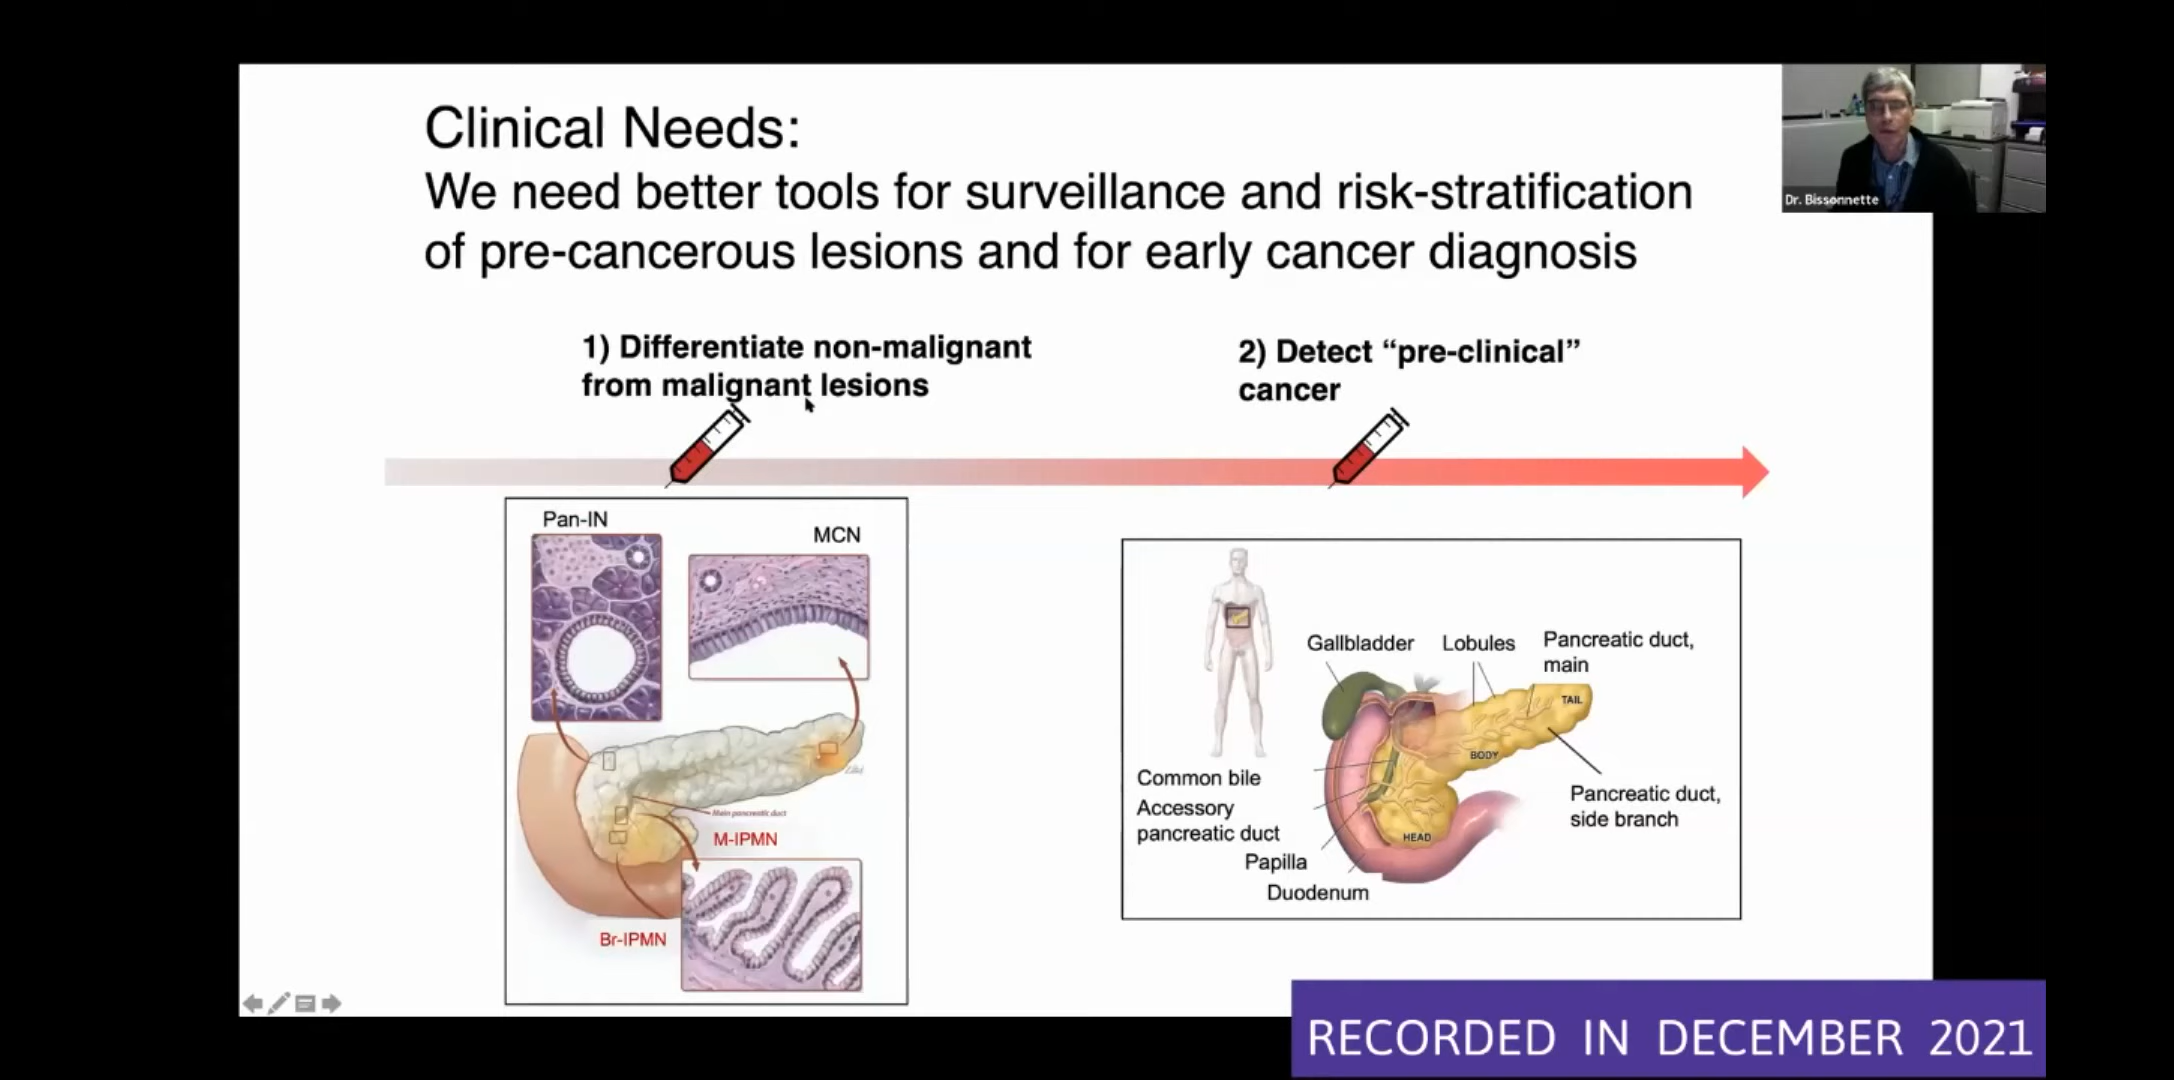 Clinical Needs:
We need better tools for surveillance and risk-stratification
of pre-cancerous lesions and for early cancer diagnosis
Dr. Bissonnette
1) Differentiate non-malignant
from malignant lesions
2) Detect “pre-clinical”
cancer
Pan-IN
MCN
Main pancreatic duct
M-IPMN
Br-IPMN
Gallbladder
Lobules
Pancreatic duct,
main
TAIL
BODY
HEAD
Common bile
Accessory
pancreatic duct
Papilla
Duodenum
Pancreatic duct,
side branch
RECORDED IN DECEMBER 2021